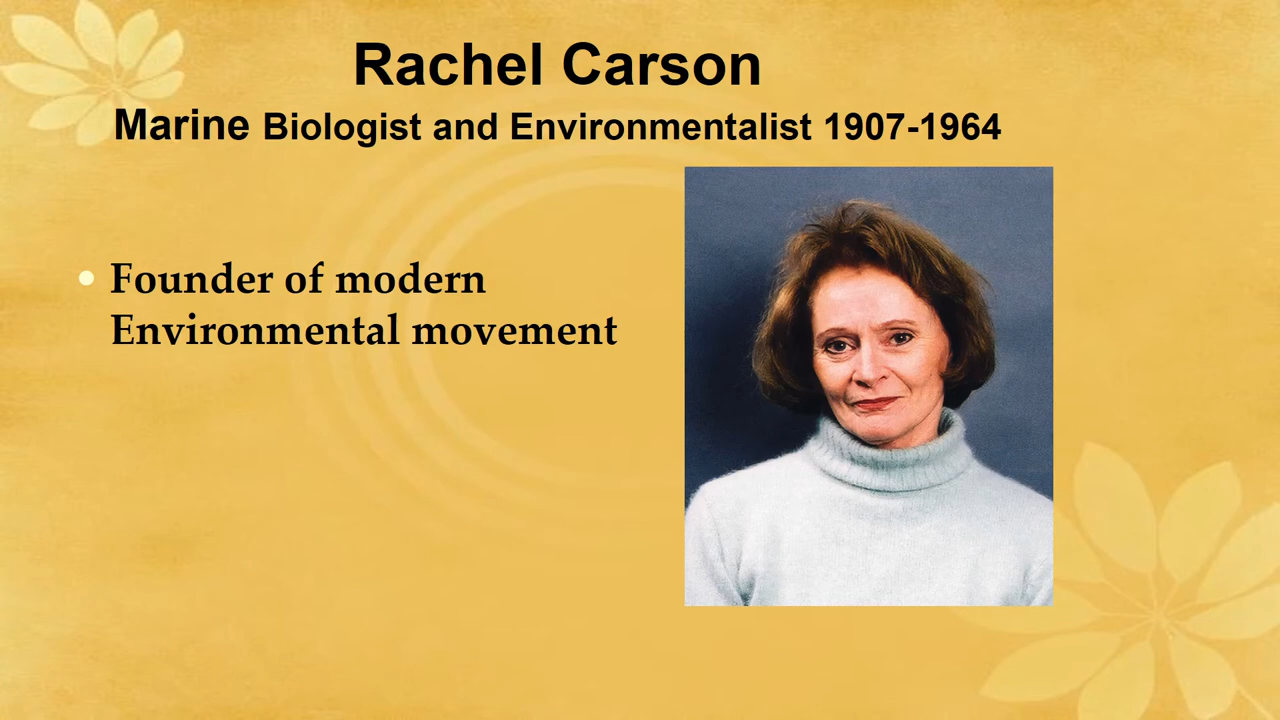 Rachel Carson
Marine Biologist and Environmentalist 1907-1964
Founder of modern
Environmental movement